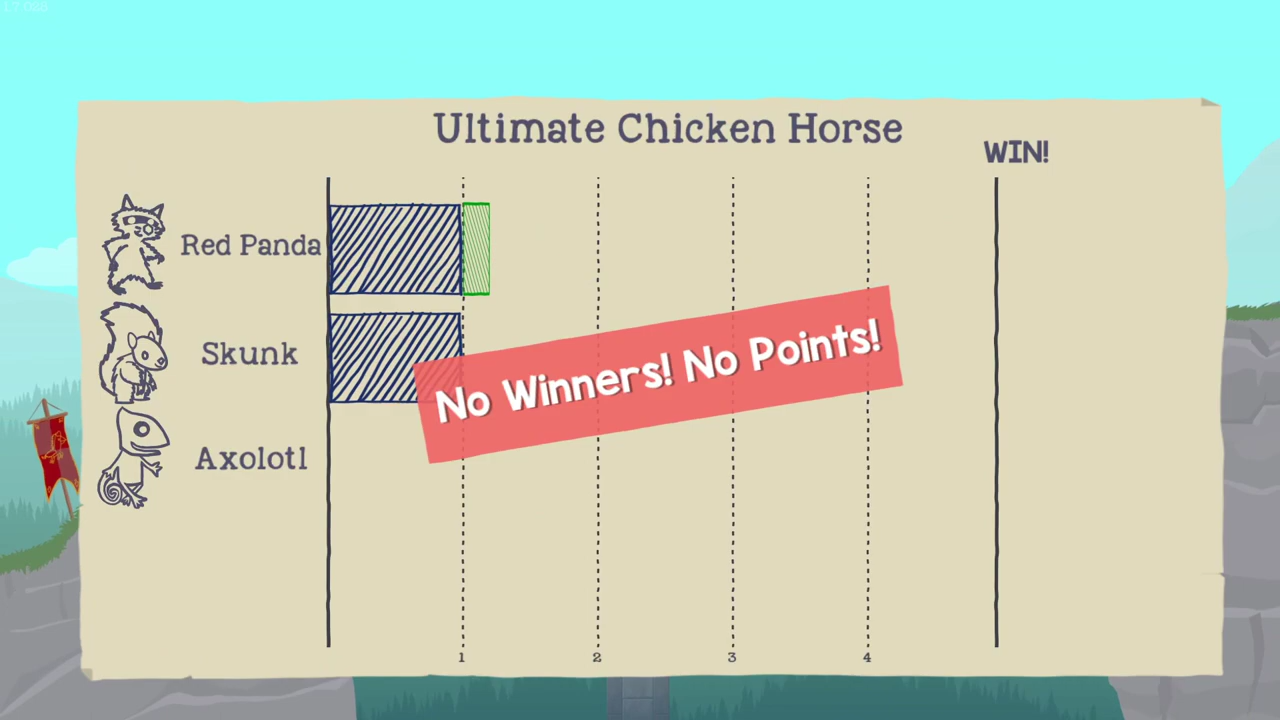 Ultimate Chicken Horse
WIN!
Red Panda
Skunk
No Winners! No Points!
Axolotl
1 2 3 4